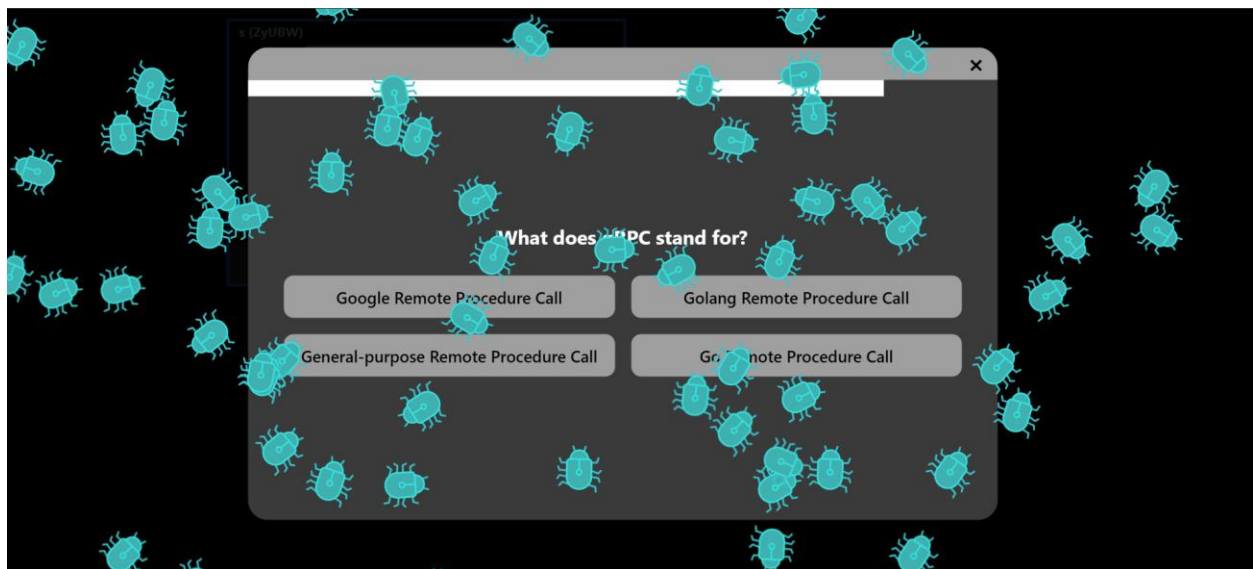 s (ZyUBW)
×
What does gRPC stand for?
Google Remote Procedure Call
Golang Remote Procedure Call
General-purpose Remote Procedure Call
Procedure Call